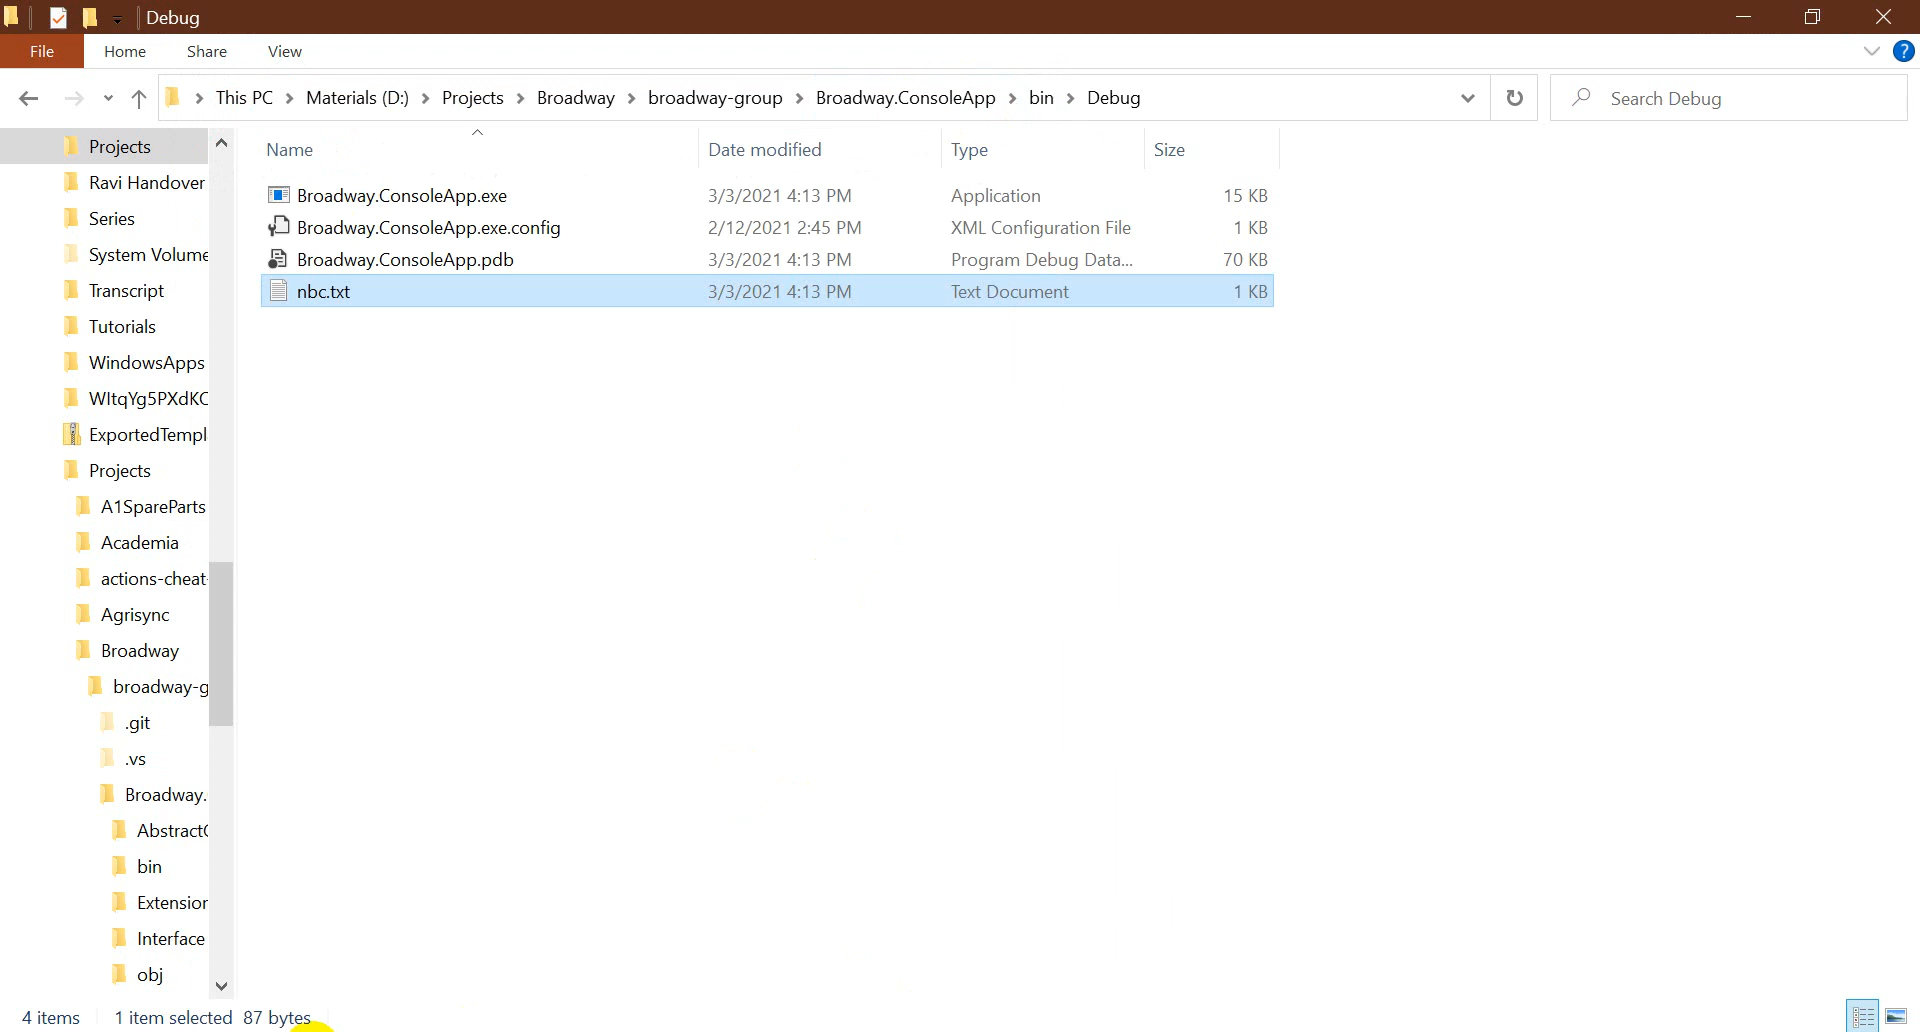 Debug
File Home Share View
This PC Materials (D:) Projects Broadway broadway-group Broadway.ConsoleApp bin Debug
Search Debug
Name Date modified Type Size
Broadway.ConsoleApp.exe 3/3/2021 4:13 PM Application 15 KB
Broadway.ConsoleApp.exe.config 2/12/2021 2:45 PM XML Configuration File 1 KB
Broadway.ConsoleApp.pdb 3/3/2021 4:13 PM Program Debug Data... 70 KB
nbc.txt 3/3/2021 4:13 PM Text Document 1 KB
Projects
Ravi Handover
Series
System Volume
Transcript
Tutorials
WindowsApps
WItqYg5PXdKC
ExportedTempl
Projects
A1SpareParts
Academia
actions-cheat-
Agrisync
Broadway
broadway-g
.git
.vs
Broadway.
Abstract
bin
Extension
Interface
obj
4 items 1 item selected 87 bytes